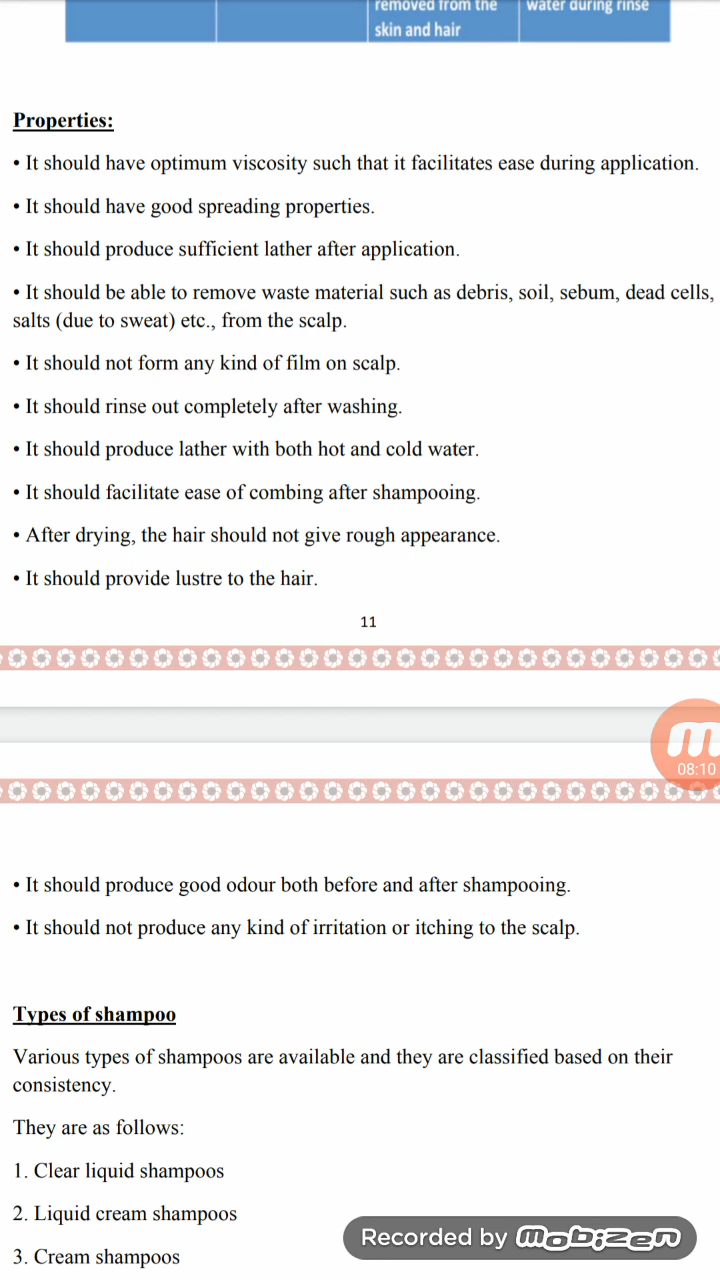 removed from the
water during rinse
skin and hair
Properties:
• It should have optimum viscosity such that it facilitates ease during application.
• It should have good spreading properties.
• It should produce sufficient lather after application.
• It should be able to remove waste material such as debris, soil, sebum, dead cells,
salts (due to sweat) etc., from the scalp.
• It should not form any kind of film on scalp.
• It should rinse out completely after washing.
• It should produce lather with both hot and cold water.
• It should facilitate ease of combing after shampooing.
• After drying, the hair should not give rough appearance.
• It should provide lustre to the hair.
11
08:10
• It should produce good odour both before and after shampooing.
• It should not produce any kind of irritation or itching to the scalp.
Types of shampoo
Various types of shampoos are available and they are classified based on their
consistency.
They are as follows:
1. Clear liquid shampoos
2. Liquid cream shampoos
Recorded by mobizen
3. Cream shampoos